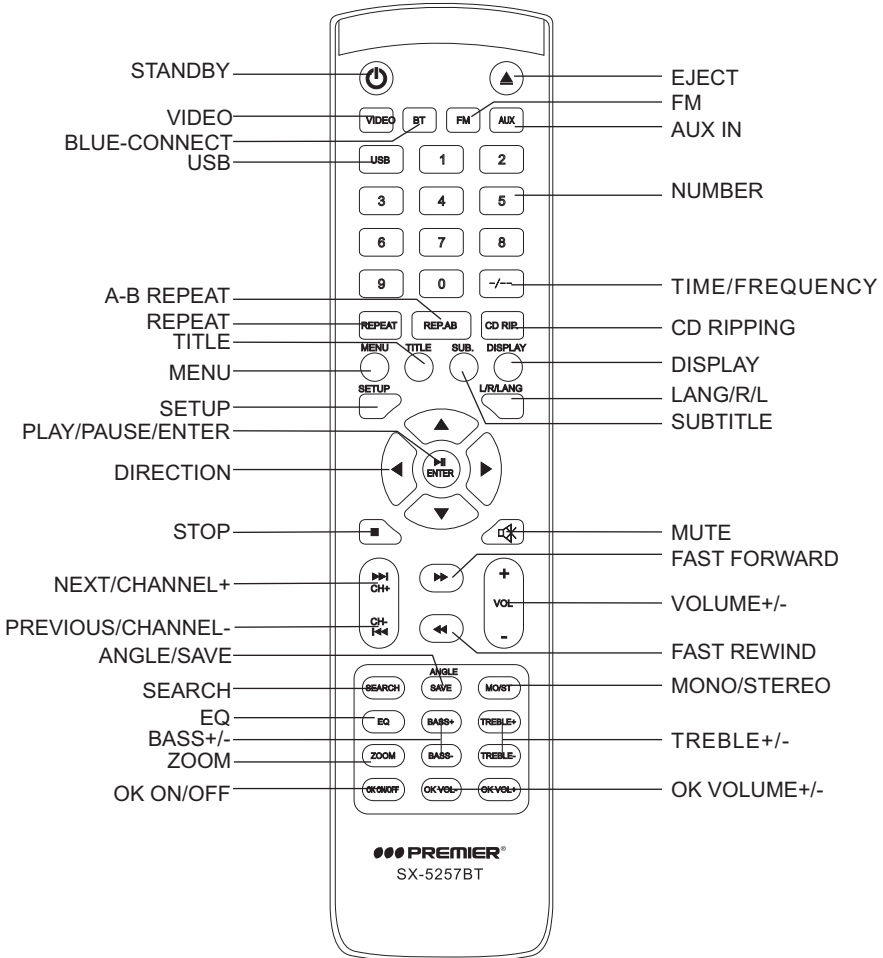 STANDBY
VIDEO
BLUE-CONNECT
USB
A-B REPEAT
REPEAT
TITLE
MENU
SETUP
PLAY/PAUSE/ENTER
DIRECTION
STOP
NEXT/CHANNEL+
PREVIOUS/CHANNEL-
ANGLE/SAVE
SEARCH
EQ
BASS+/-
ZOOM
OK ON/OFF
VIDEO BT FM AUX
USB 1 2
3 4 5
6 7 8
9 0 -/--
REPEAT REP.AB CD RIP.
MENU TITLE SUB. DISPLAY
SETUP L/R/LANG
ENTER
CH+
+
VOL
CH-
-
ANGLE
SEARCH SAVE MO/ST
EQ BASS+ TREBLE+
ZOOM BASS- TREBLE-
OK ON/OFF OK VOL- OK VOL+
PREMIER®
SX-5257BT
EJECT
FM
AUX IN
NUMBER
TIME/FREQUENCY
CD RIPPING
DISPLAY
LANG/R/L
SUBTITLE
MUTE
FAST FORWARD
VOLUME+/-
FAST REWIND
MONO/STEREO
TREBLE+/-
OK VOLUME+/-